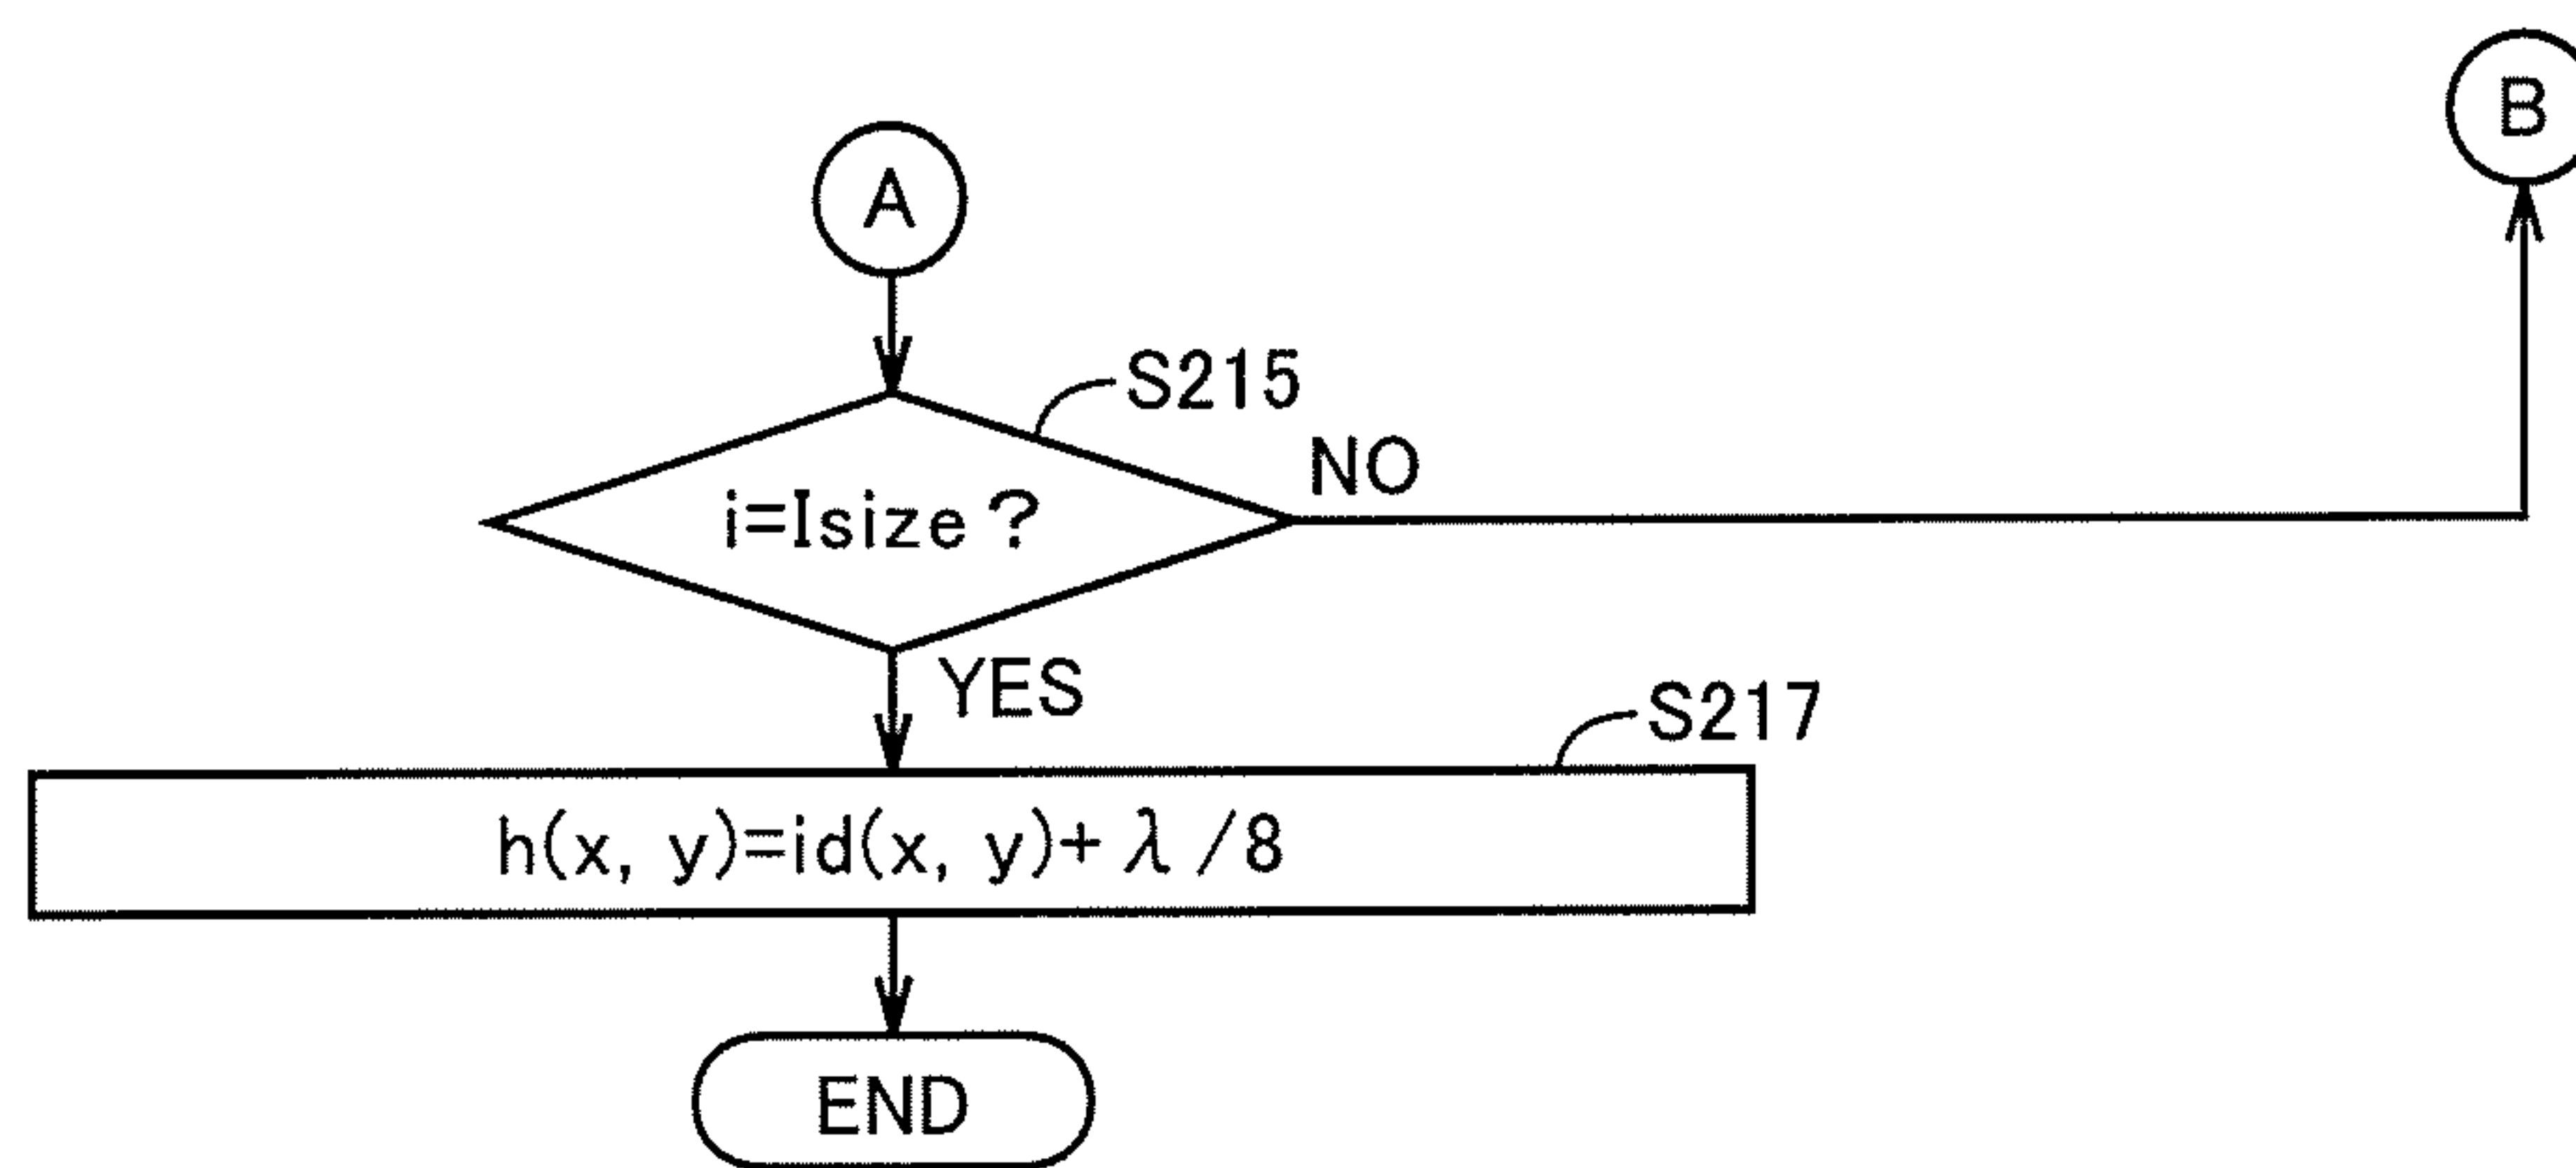 B
A
S215
NO
i=Isize?
YES
S217
h(x, y)=id(x, y)+λ/8
END